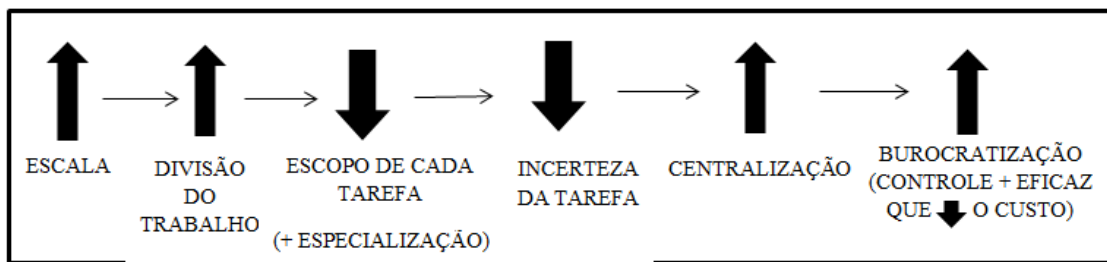 ESCALA
DIVISÃO
DO
TRABALHO
ESCOPO DE CADA
TAREFA
(+ ESPECIALIZAÇÃO)
INCERTEZA
DA TAREFA
CENTRALIZAÇÃO
BUROCRATIZAÇÃO
(CONTROLE + EFICAZ
QUE O CUSTO)